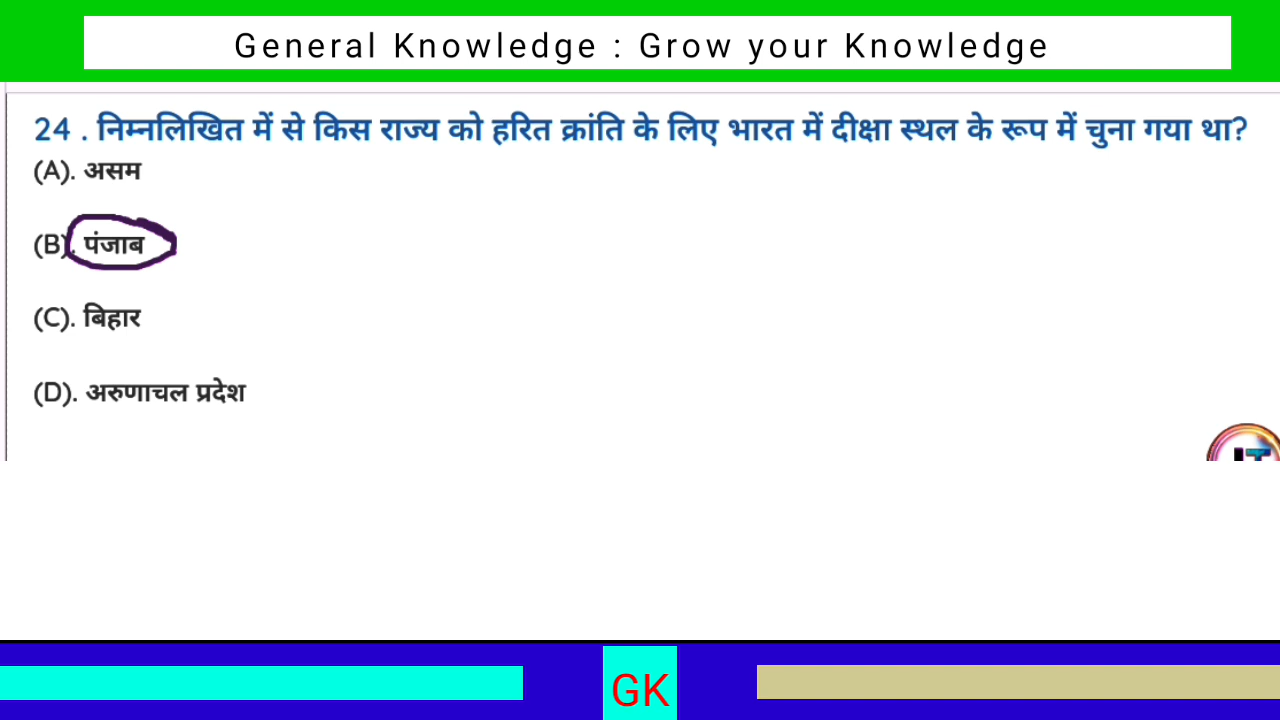 General Knowledge : Grow your Knowledge
24 . निम्नलिखित में से किस राज्य को हरित क्रांति के लिए भारत में दीक्षा स्थल के रूप में चुना गया था?
(A). असम
(B). पंजाब
(C). बिहार
(D). अरुणाचल प्रदेश
GK